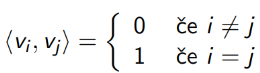 ⟨vᵢ, vⱼ⟩ = { 0 če i ≠ j
1 če i = j